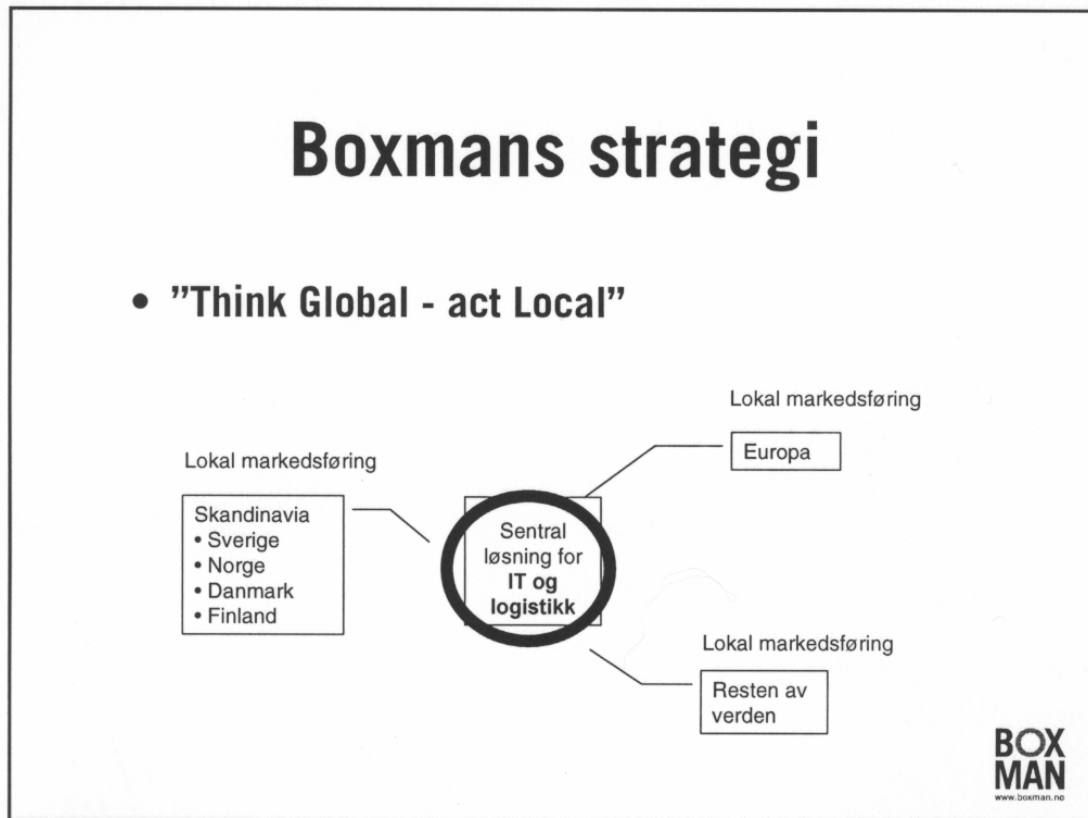 Boxmans strategi
• ”Think Global - act Local”
Lokal markedsføring
Europa
Lokal markedsføring
Skandinavia
• Sverige
• Norge
• Danmark
• Finland
Sentral
løsning for
IT og
logistikk
Lokal markedsføring
Resten av
verden
BOX
MAN
www.boxman.no